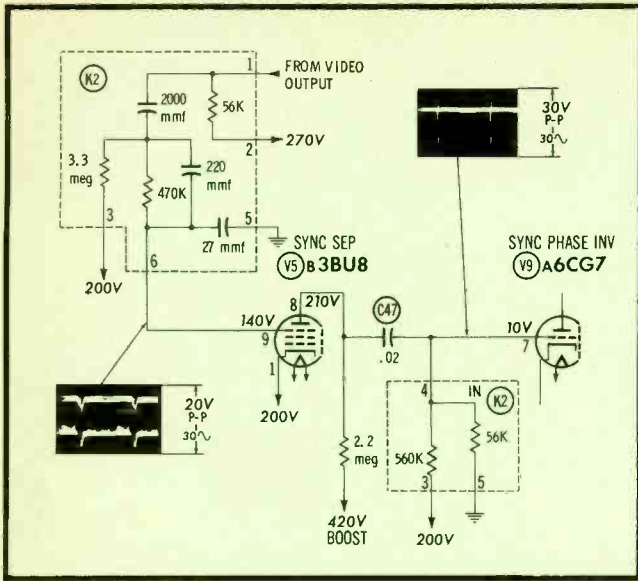 K2
1
FROM VIDEO
OUTPUT
2000
mmf
56K
2
270V
3.3
meg
220
mmf
470K
3
27 mmf
5
6
200V
30V
P-P
30~
SYNC SEP
V5 B 3BU8
SYNC PHASE INV
V9 A 6CG7
8
210V
C47
.02
140V
9
1
200V
10V
7
20V
P-P
30~
4
IN
K2
2.2
meg
560K
56K
3
5
420V
BOOST
200V